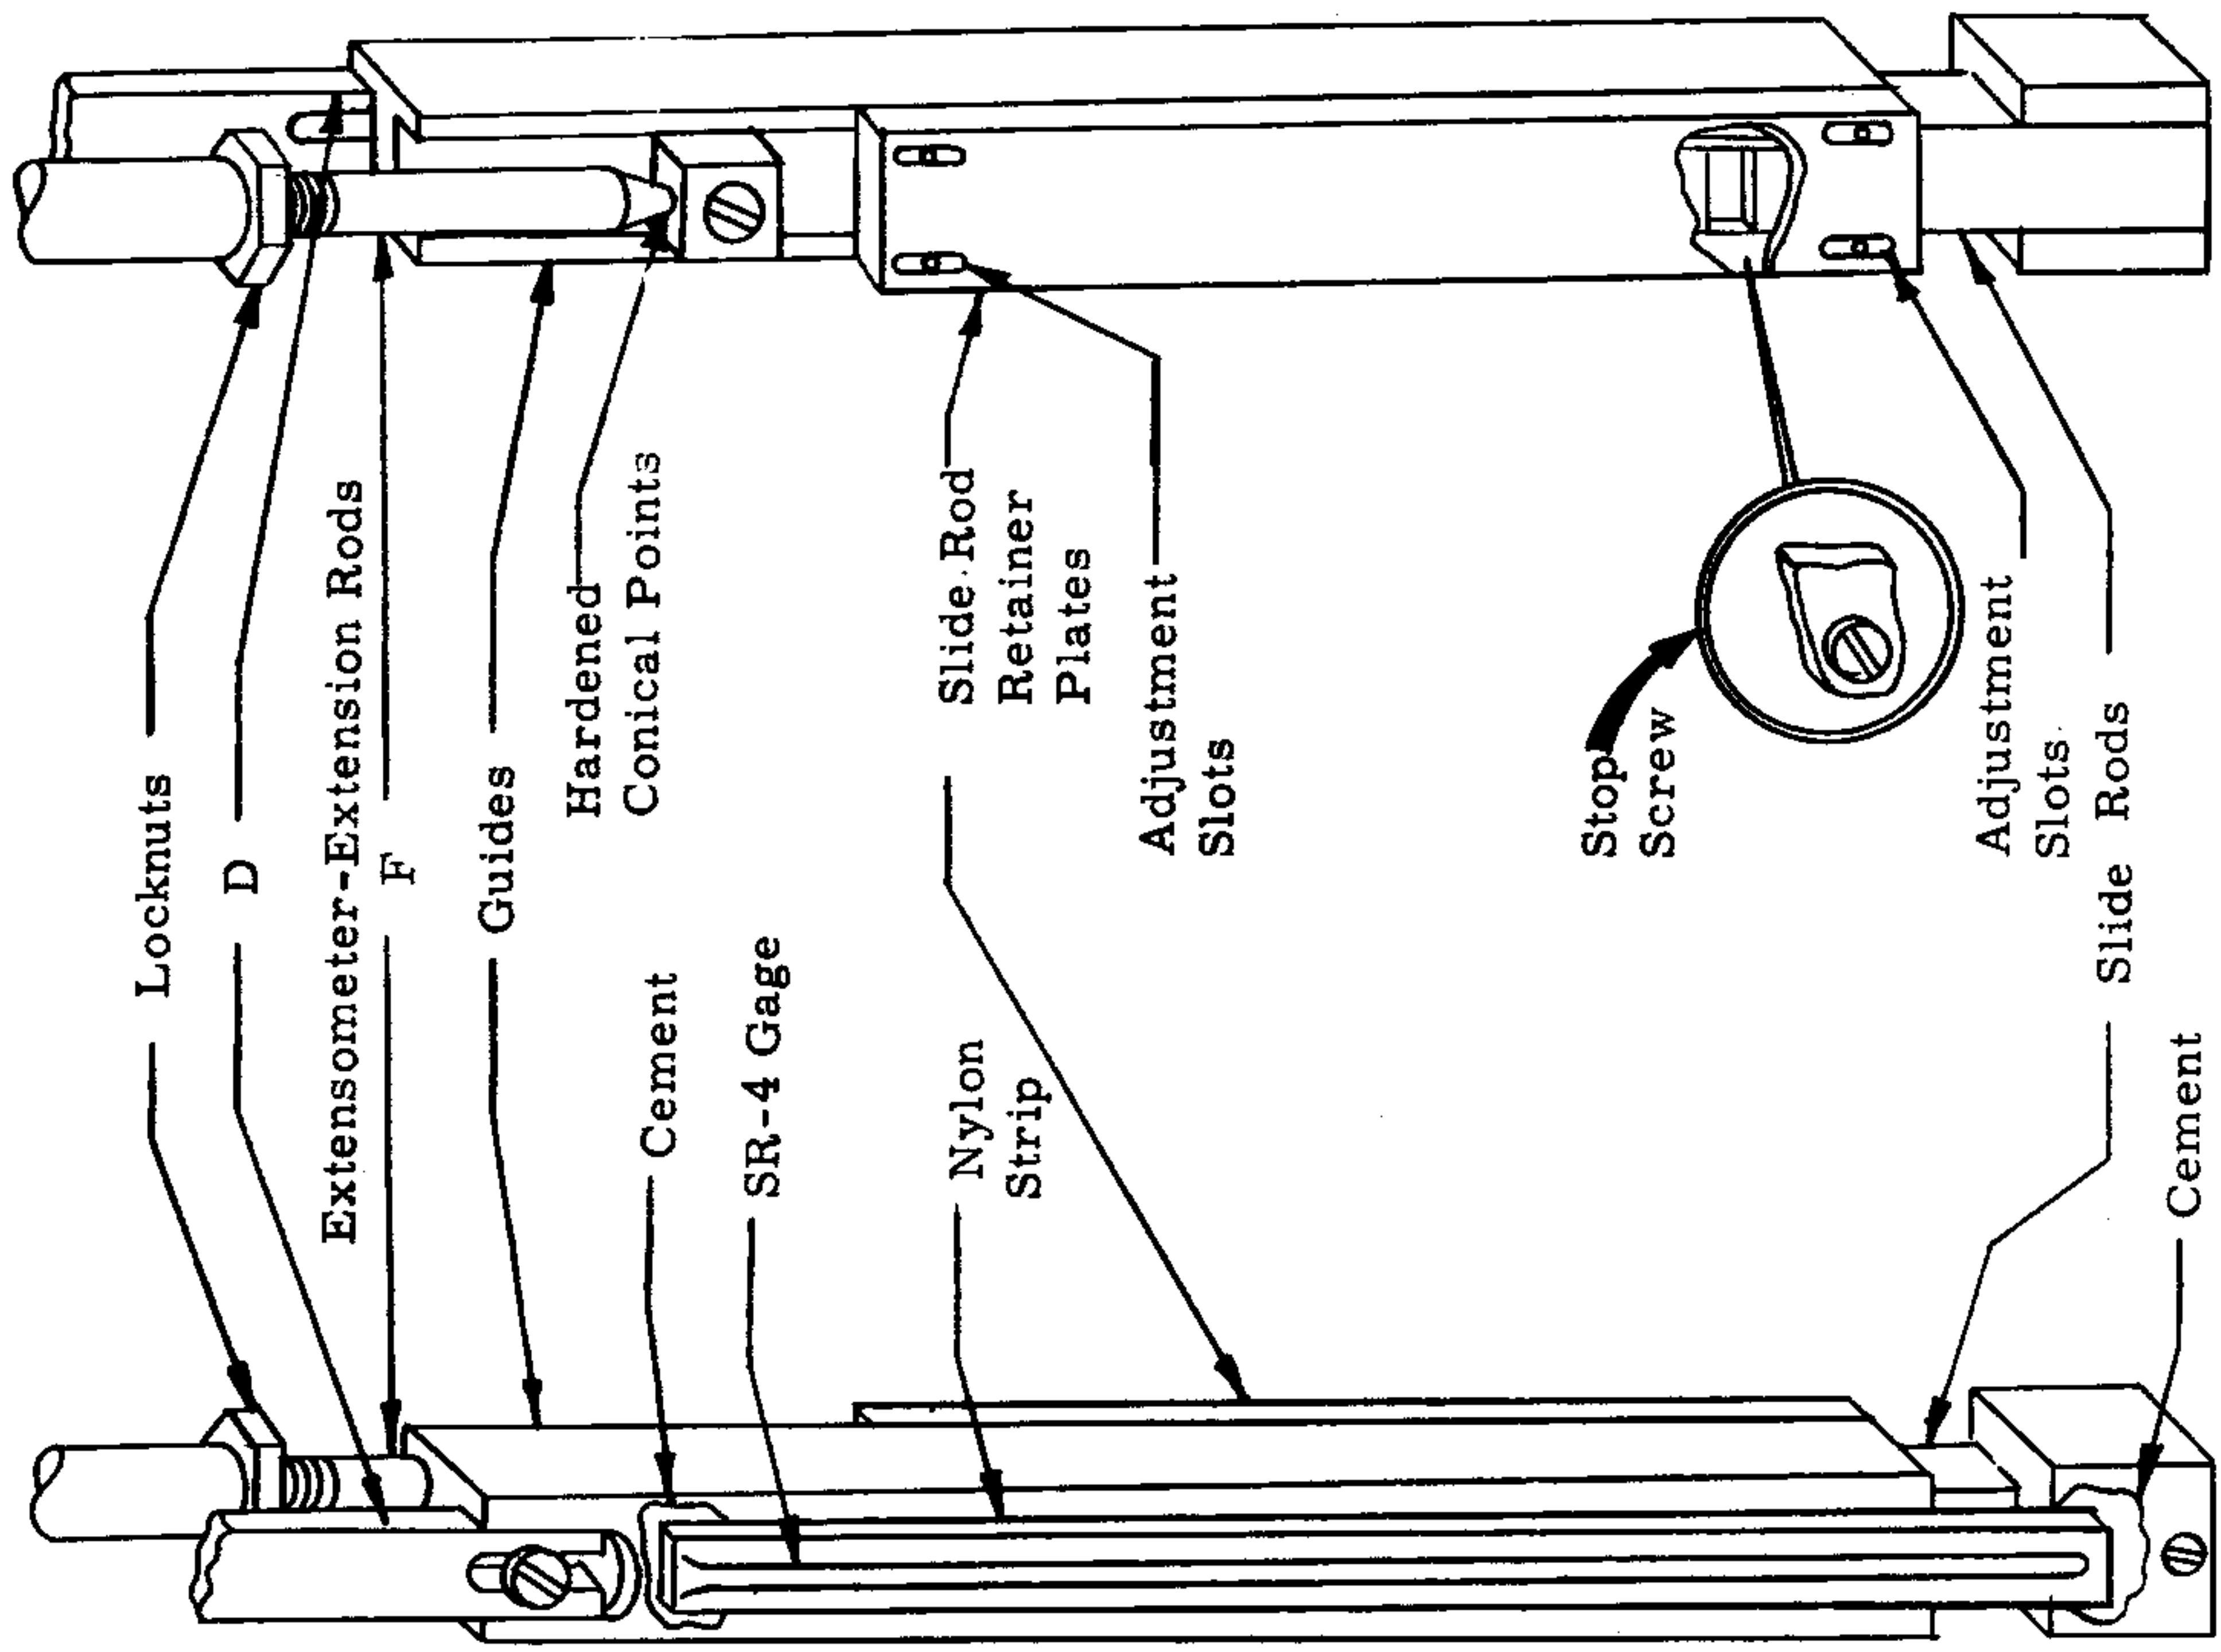 Locknuts
D
Extensometer-Extension Rods
F
Guides
Hardened
Conical Points
Cement
SR-4 Gage
Slide Rod
Retainer
Plates
Nylon
Strip
Adjustment
Slots
Stop
Screw
Adjustment
Slots
Slide Rods
Cement